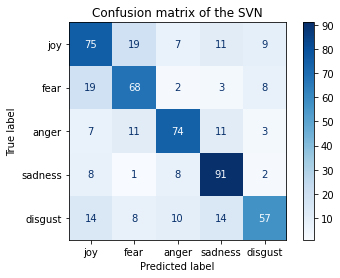 Confusion matrix of the SVN
True label
joy 75 19 7 11 9
fear 19 68 2 3 8
anger 7 11 74 11 3
sadness 8 1 8 91 2
disgust 14 8 10 14 57
joy fear anger sadness disgust
Predicted label
90
80
70
60
50
40
30
20
10